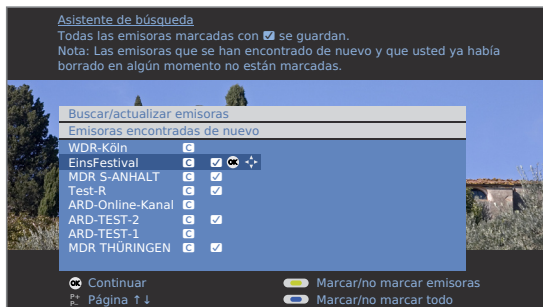 Asistente de búsqueda
Todas las emisoras marcadas con ☑ se guardan.
Nota: Las emisoras que se han encontrado de nuevo y que usted ya había
borrado en algún momento no están marcadas.
Buscar/actualizar emisoras
Emisoras encontradas de nuevo
WDR-Köln C
EinsFestival C ☑ OK
MDR S-ANHALT C ☑
Test-R C ☑
ARD-Online-Kanal C
ARD-TEST-2 C ☑
ARD-TEST-1 C
MDR THÜRINGEN C ☑
OK Continuar
Marcar/no marcar emisoras
P+ P- Página ↑↓
Marcar/no marcar todo